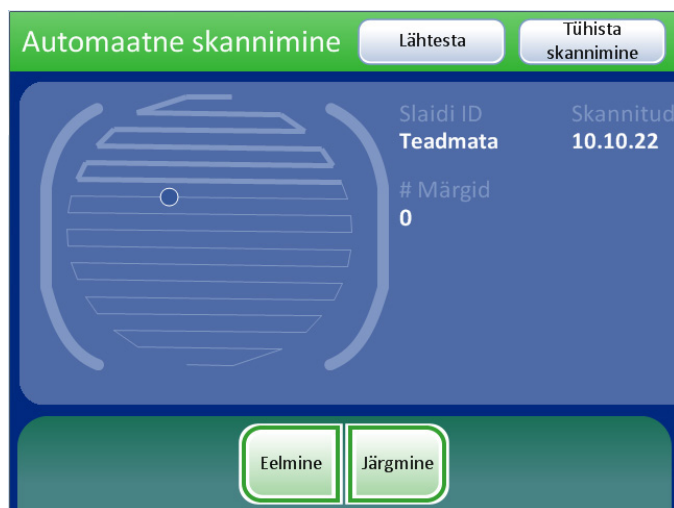 Automaatne skannimine
Lähtesta
Tühista
skannimine
Slaidi ID
Skannitud
Teadmata
10.10.22
# Märgid
0
Eelmine
Järgmine